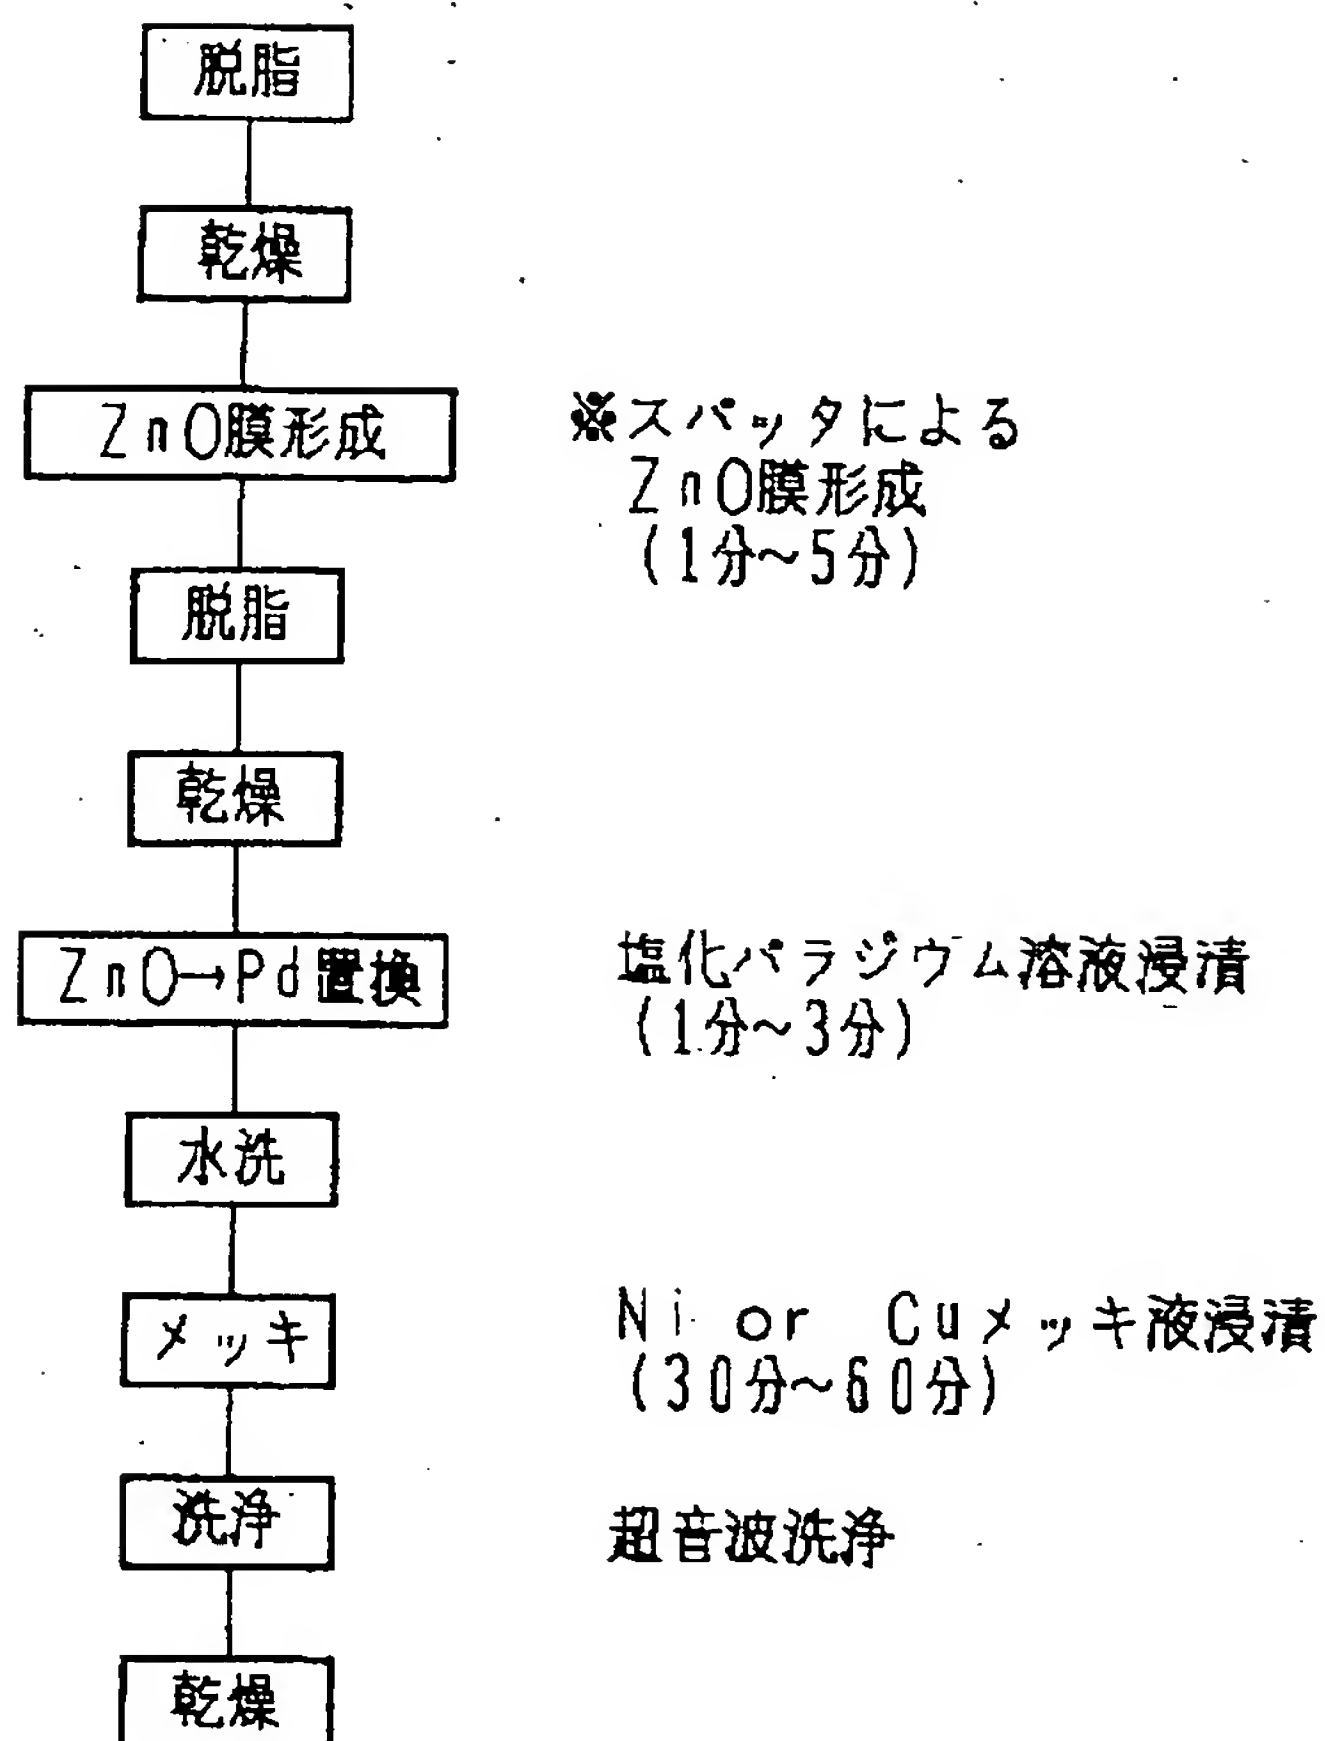 脱脂
乾燥
ZnO膜形成
※スパッタによる
ZnO膜形成
(1分~5分)
脱脂
乾燥
ZnO→Pd置換
塩化パラジウム溶液浸漬
(1分~3分)
水洗
メッキ
Ni or Cuメッキ液浸漬
(30分~60分)
洗浄
超音波洗浄
乾燥